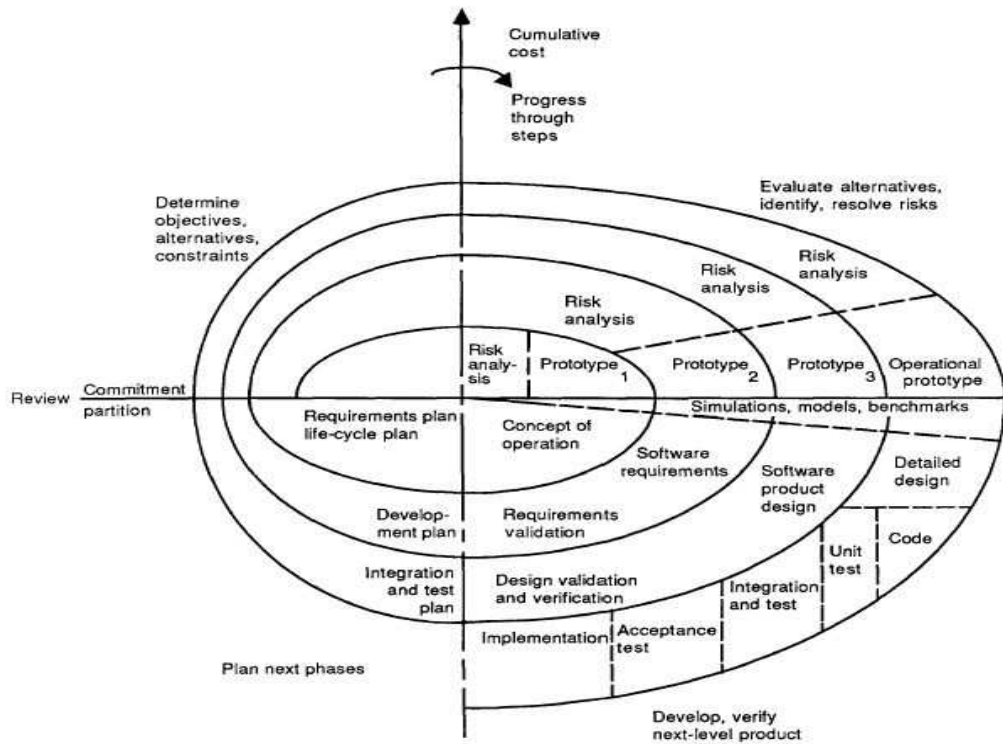 Cumulative
cost
Progress
through
steps
Determine
objectives,
alternatives,
constraints
Evaluate alternatives,
identify, resolve risks
Risk
analysis
Risk
analysis
Risk
analysis
Risk
analy-
sis
Prototype 1
Prototype 2
Prototype 3
Operational
prototype
Review
Commitment
partition
Simulations, models, benchmarks
Requirements plan
life-cycle plan
Concept of
operation
Software
requirements
Software
product
design
Detailed
design
Develop-
ment plan
Requirements
validation
Unit
test
Code
Integration
and test
plan
Design validation
and verification
Integration
and test
Implementation
Acceptance
test
Plan next phases
Develop, verify
next-level product